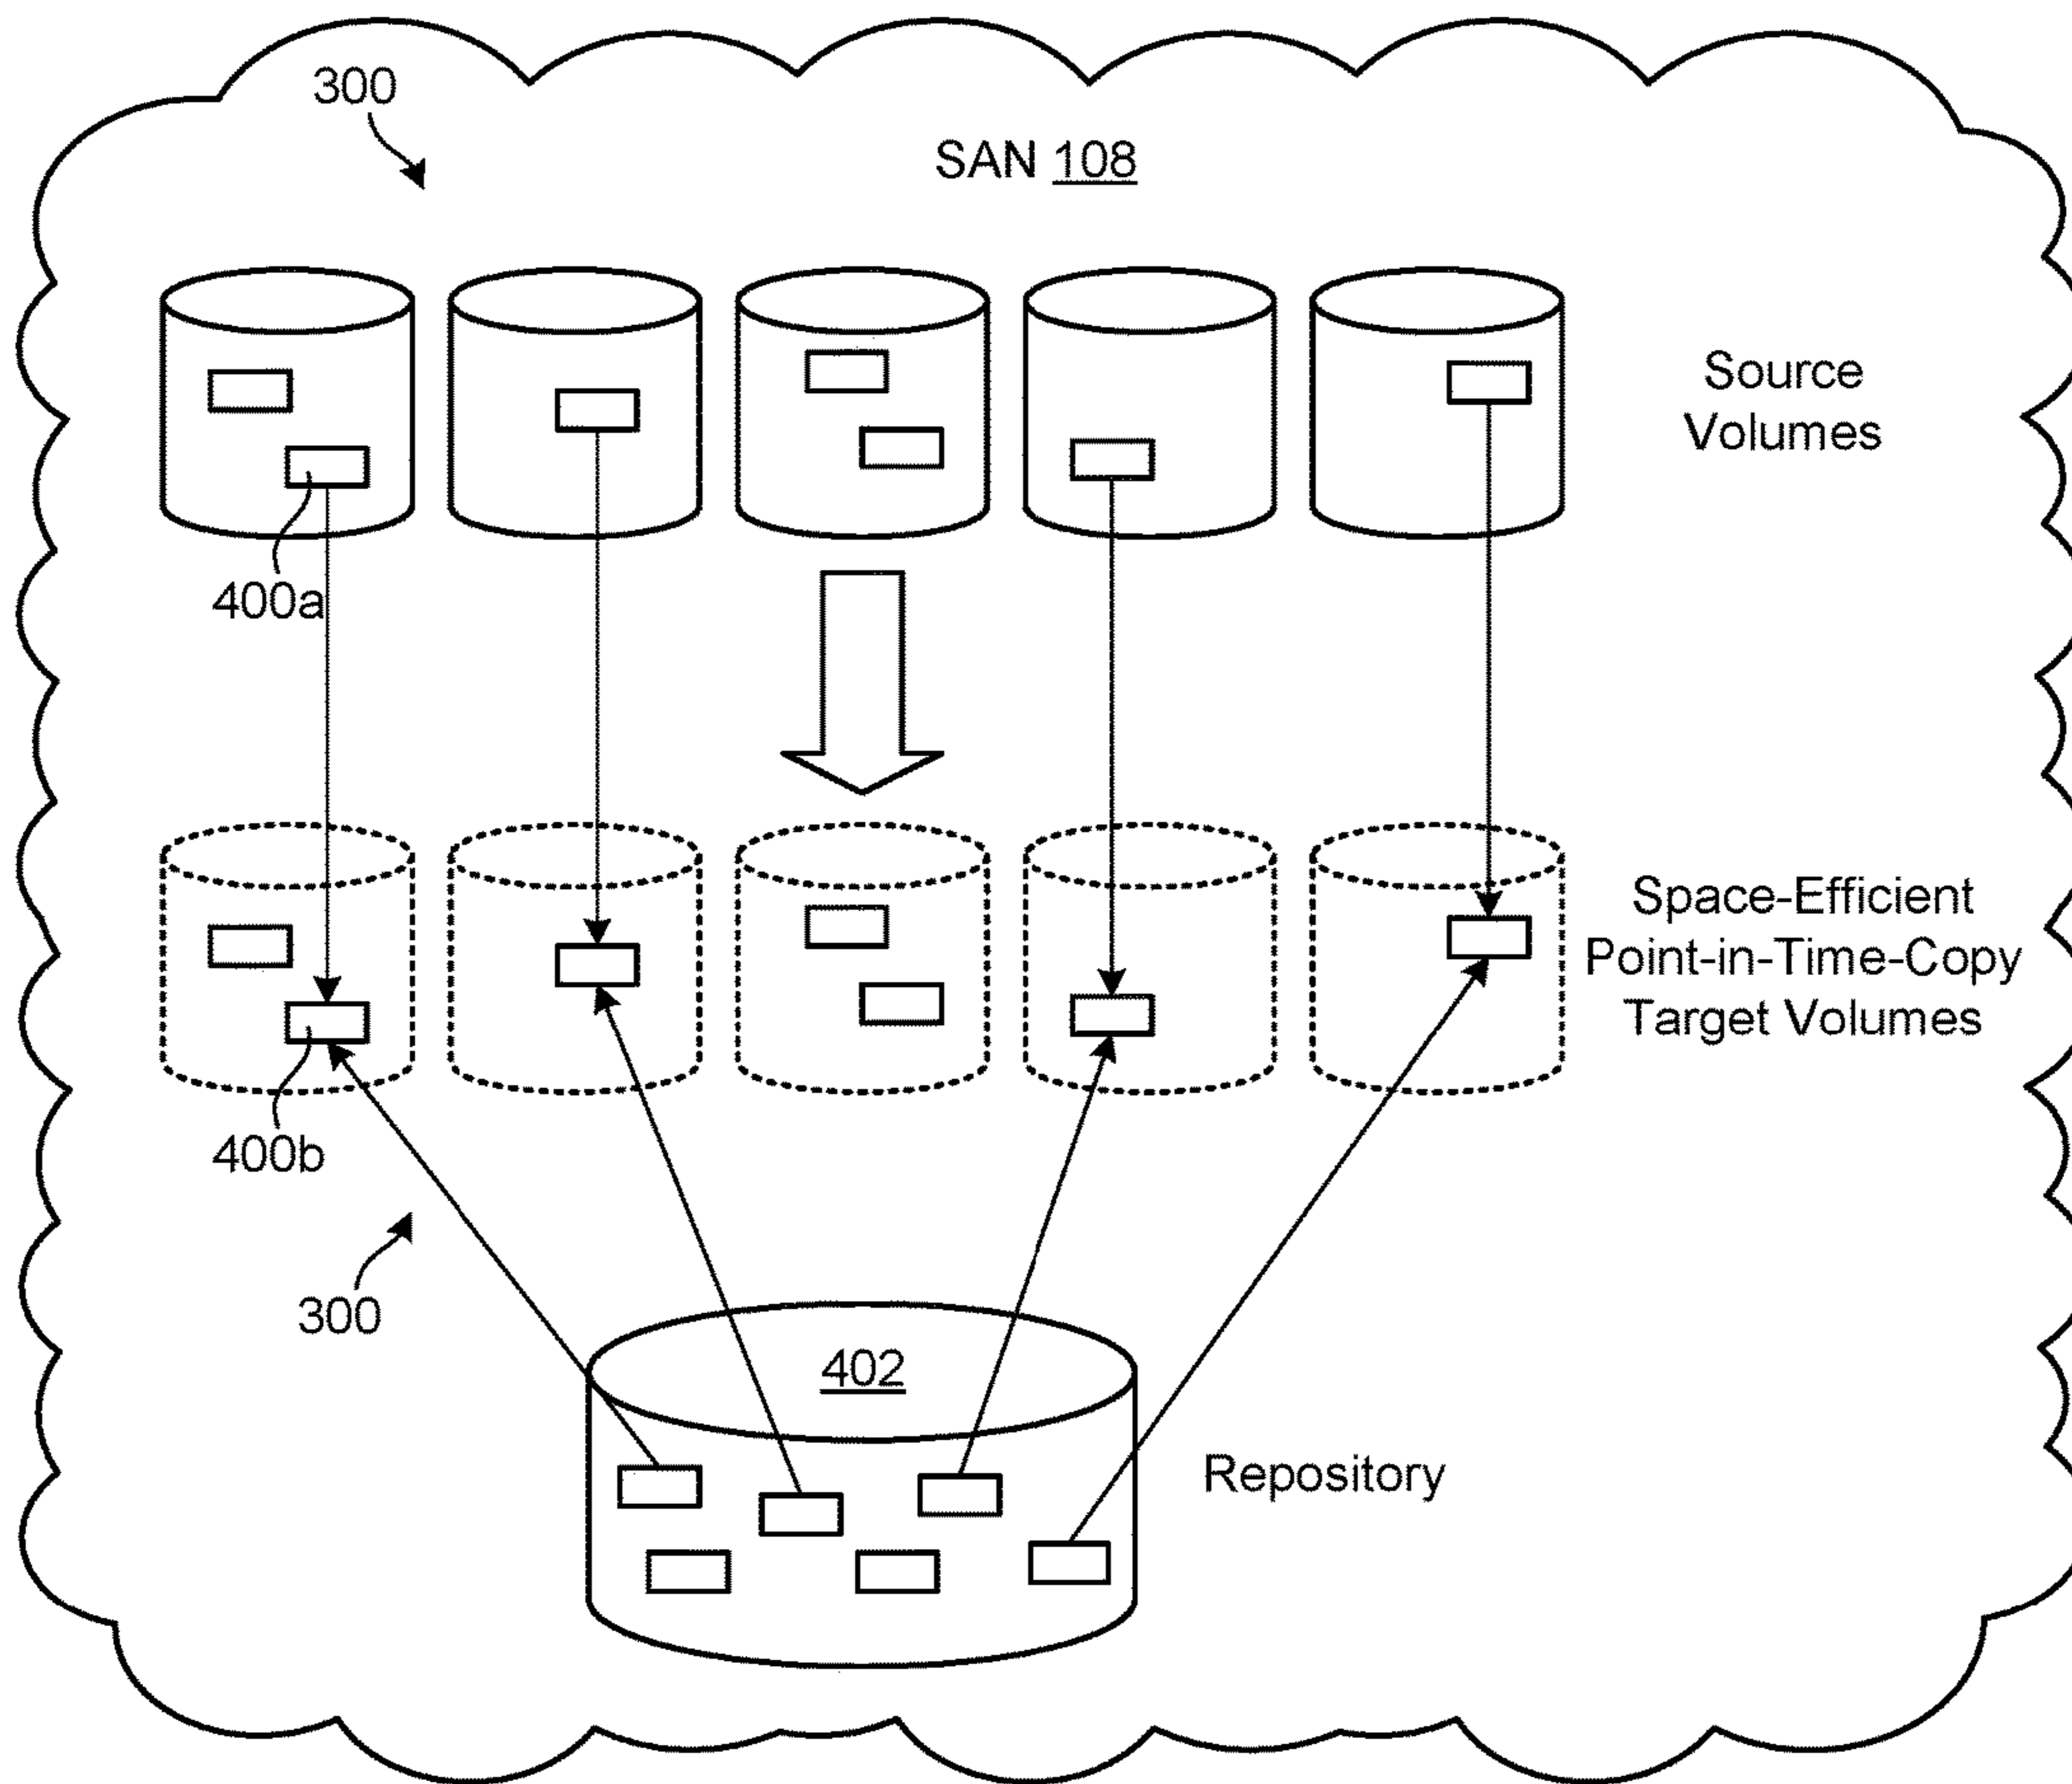 300
SAN 108
Source
Volumes
400a
Space-Efficient
Point-in-Time-Copy
Target Volumes
400b
300
402
Repository